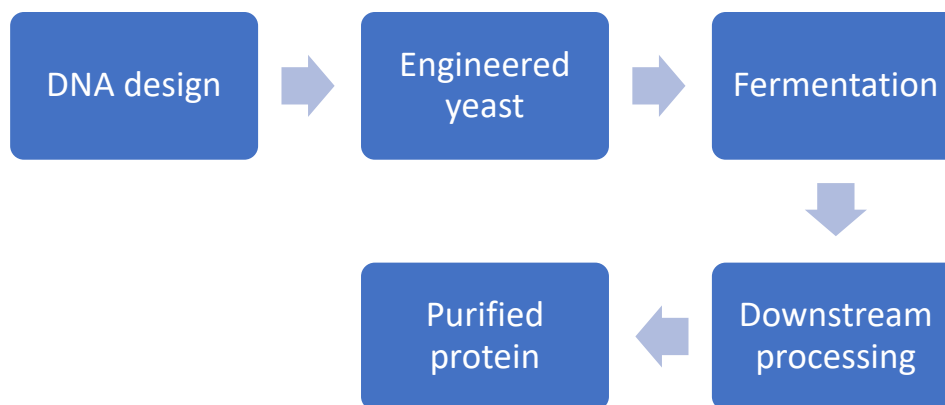 DNA design
Engineered
yeast
Fermentation
Downstream
processing
Purified
protein